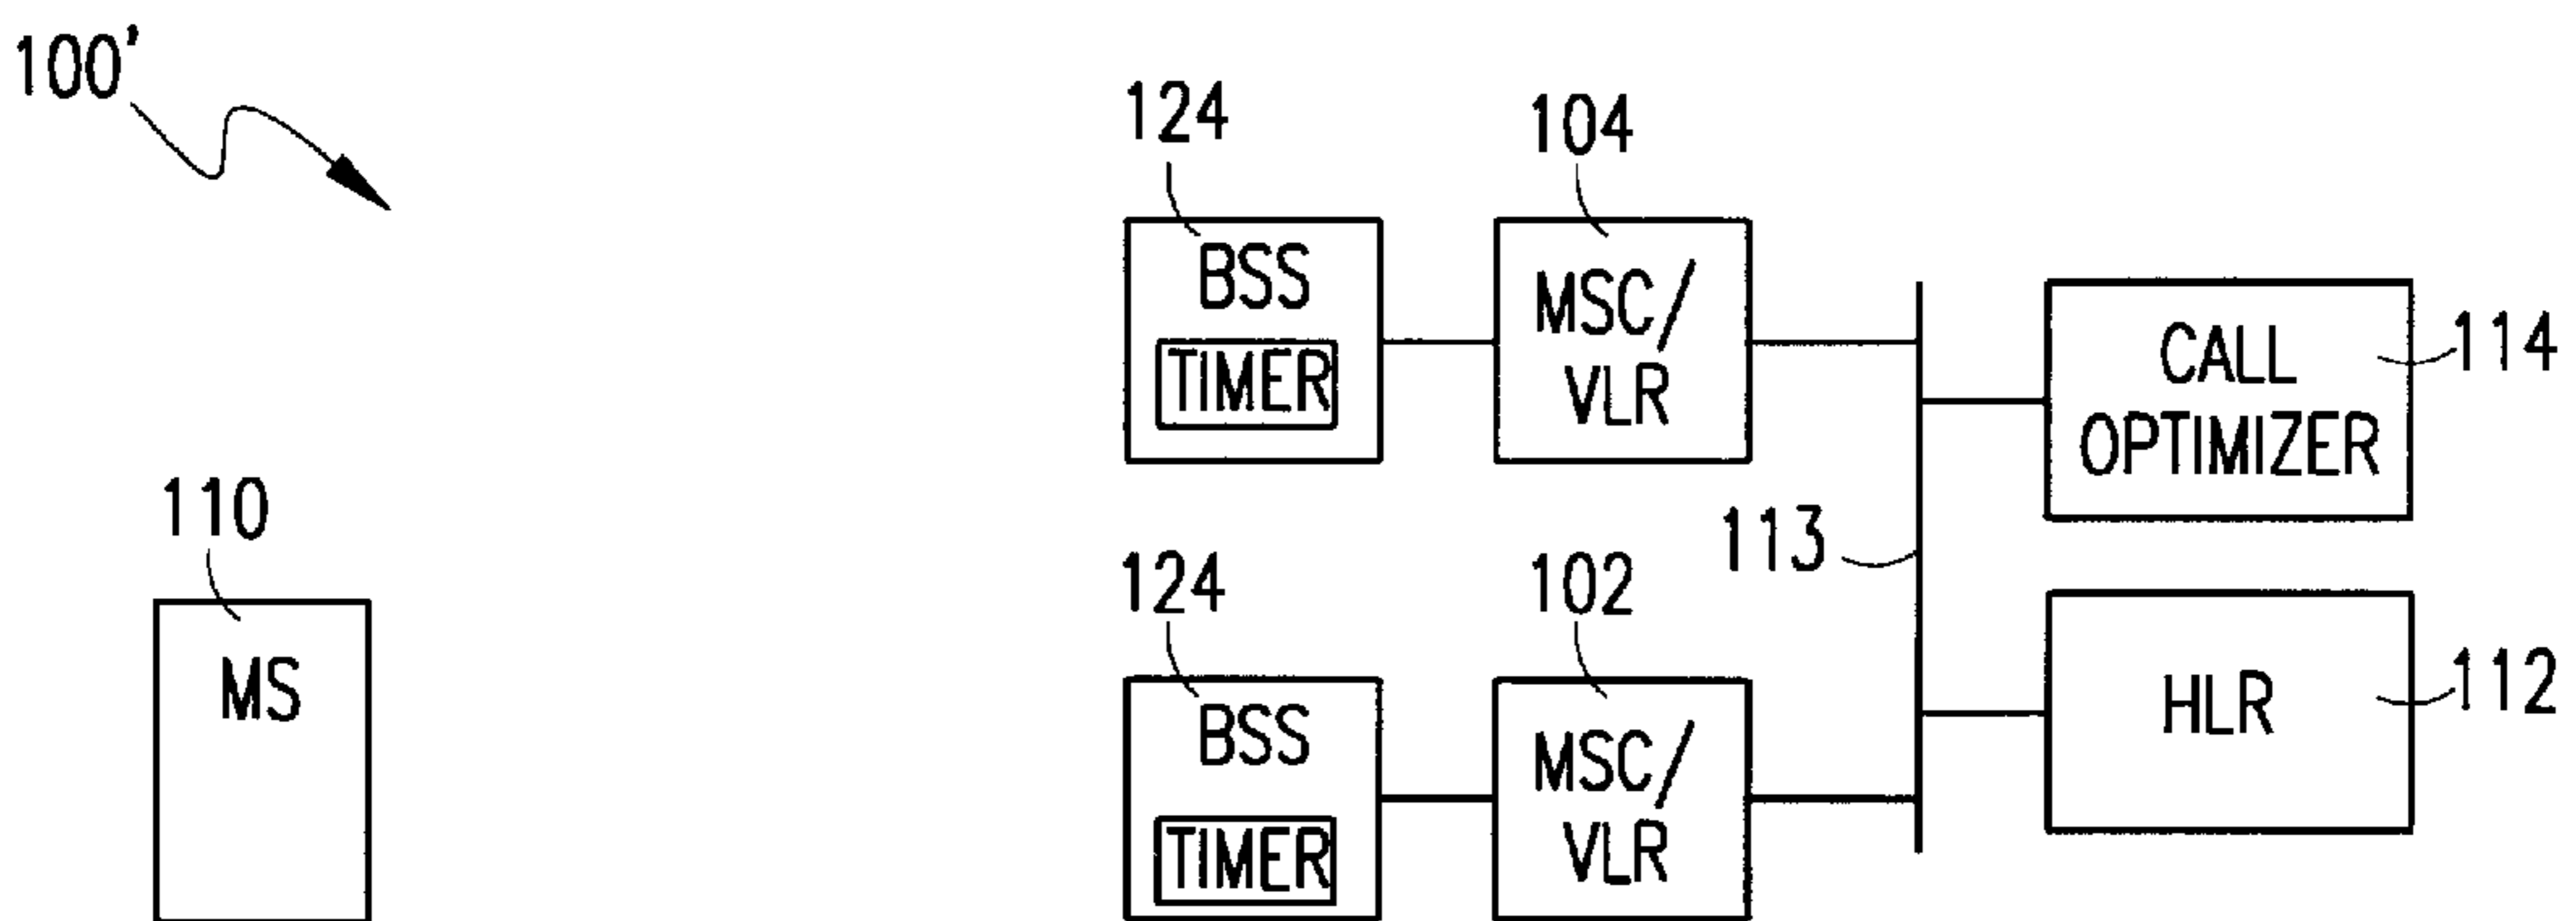 100'
124
104
BSS
TIMER
MSC/
VLR
CALL
OPTIMIZER
114
110
MS
124
102
113
BSS
TIMER
MSC/
VLR
HLR
112